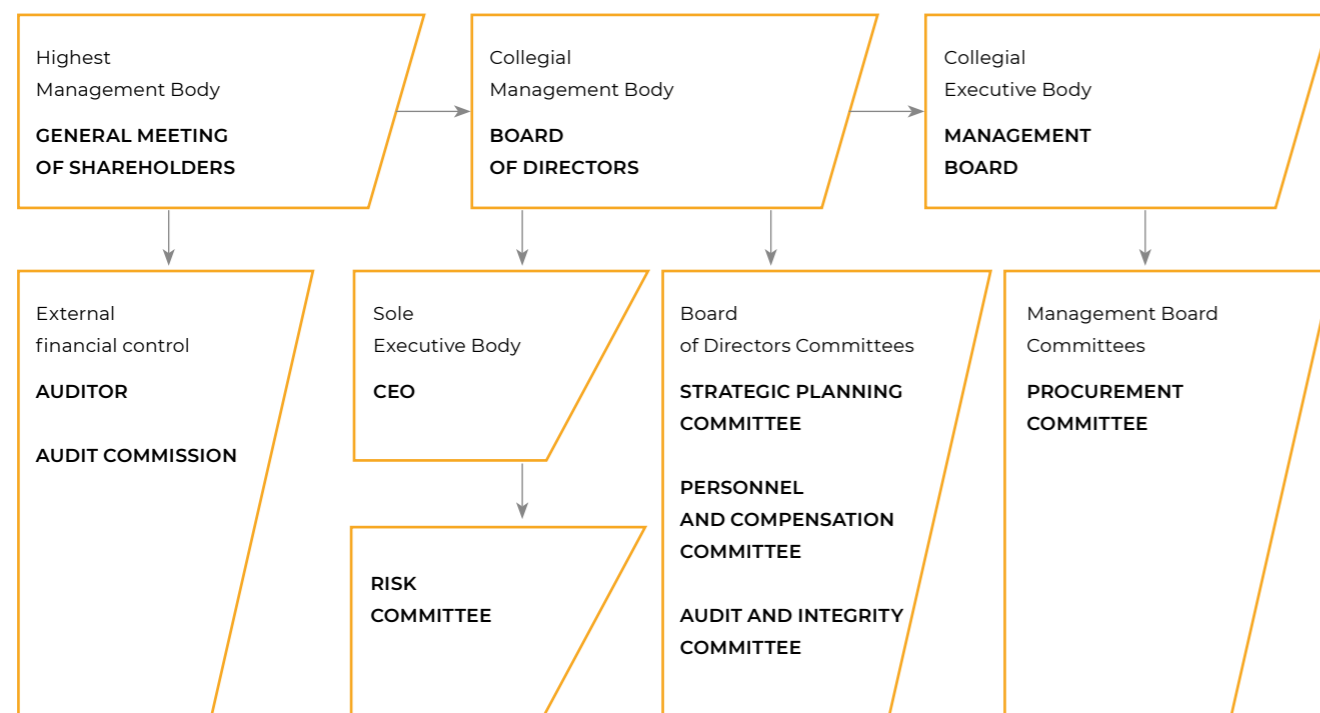 Highest
Management Body
GENERAL MEETING
OF SHAREHOLDERS
Collegial
Management Body
BOARD
OF DIRECTORS
Collegial
Executive Body
MANAGEMENT
BOARD
External
financial control
AUDITOR
AUDIT COMMISSION
Sole
Executive Body
CEO
RISK
COMMITTEE
Board
of Directors Committees
STRATEGIC PLANNING
COMMITTEE
PERSONNEL
AND COMPENSATION
COMMITTEE
AUDIT AND INTEGRITY
COMMITTEE
Management Board
Committees
PROCUREMENT
COMMITTEE